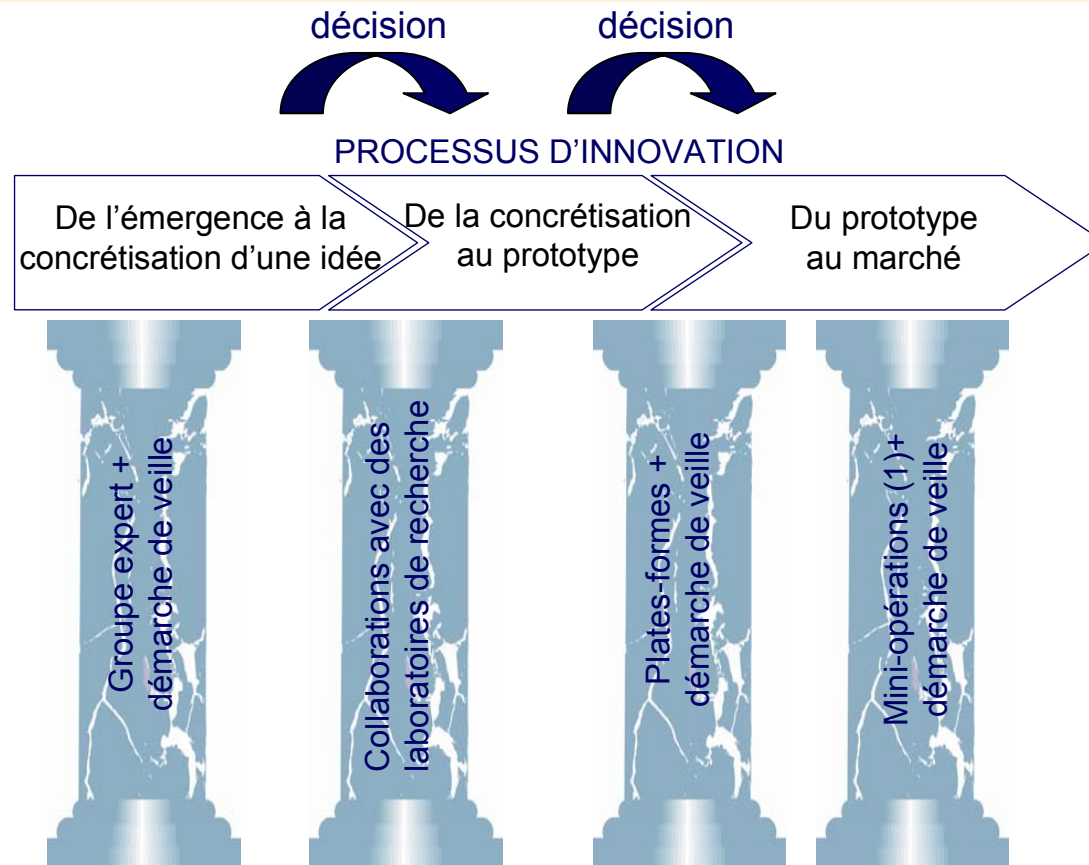 décision
décision
PROCESSUS D’INNOVATION
De l’émergence à la
concrétisation d’une idée
De la concrétisation
au prototype
Du prototype
au marché
Groupe expert +
démarche de veille
Collaborations avec des
laboratoires de recherche
Plates-formes +
démarche de veille
Mini-opérations (1)+
démarche de veille